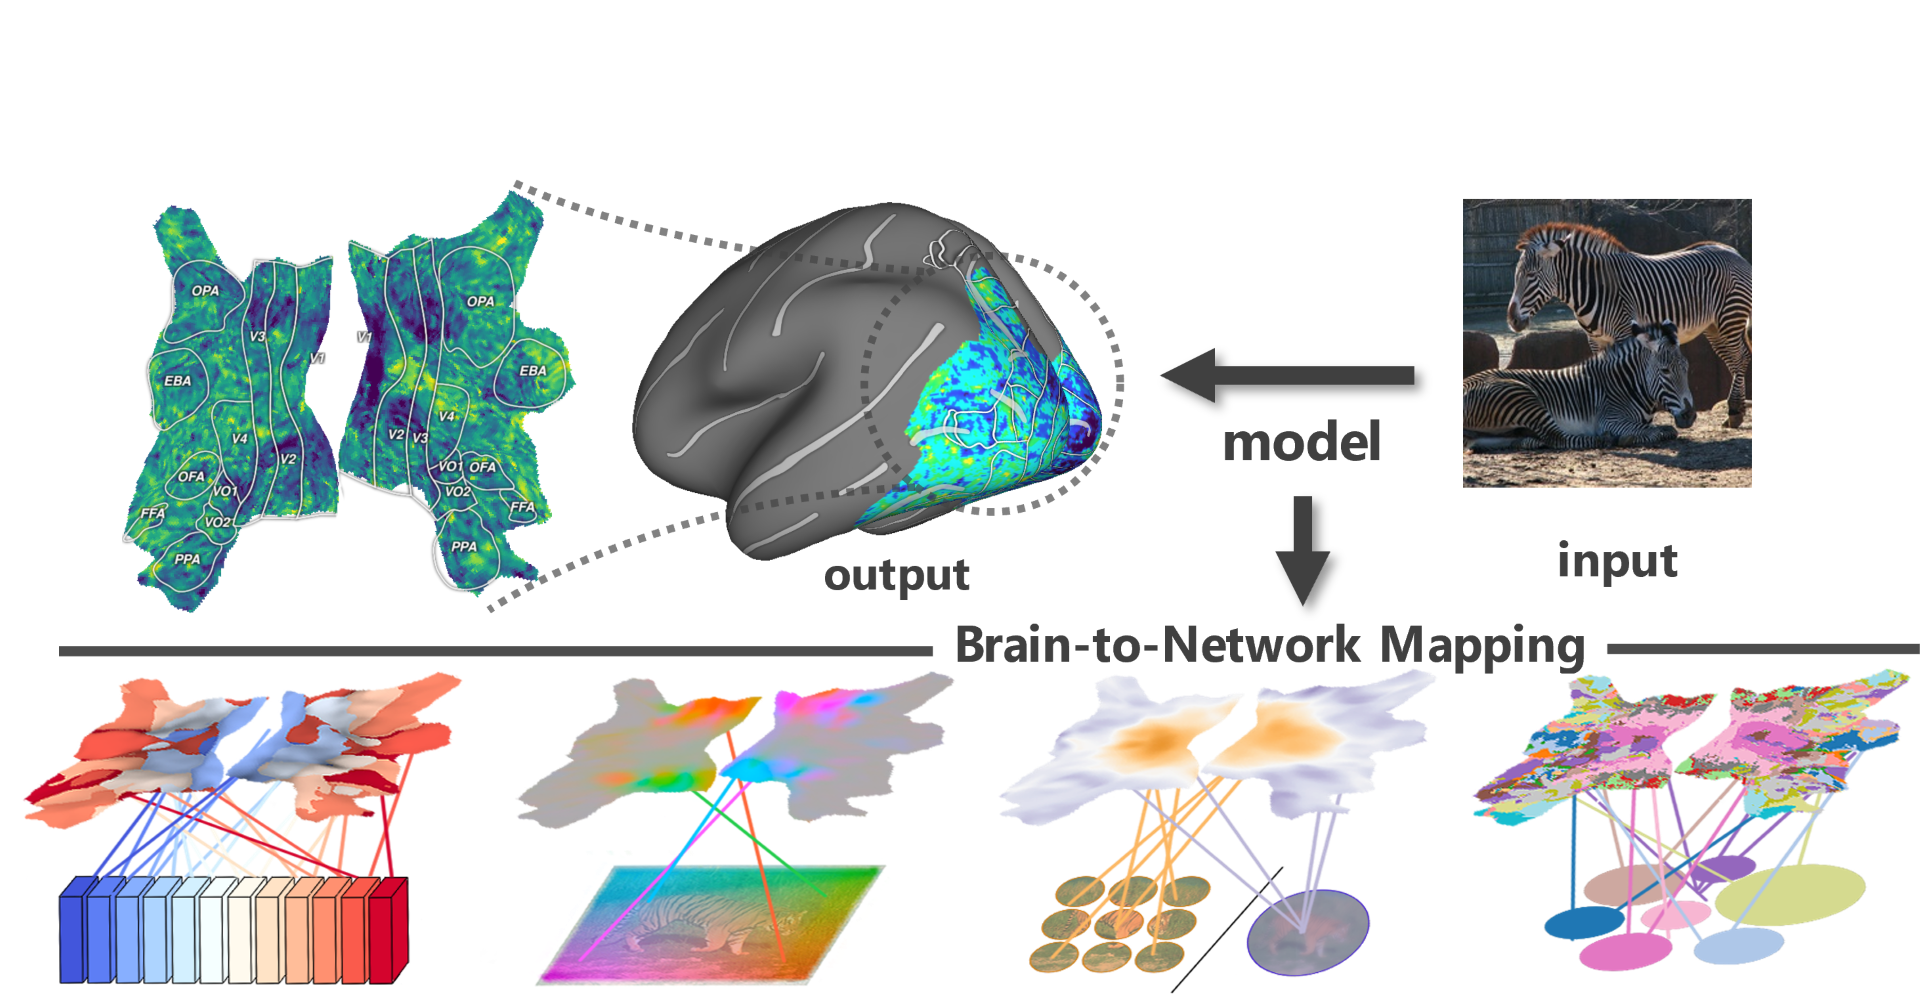 OPA
V3
V1
EBA
V4
V2
OFA
VO1
FFA
VO2
PPA
OPA
V1
EBA
V4
V2
V3
VO1
OFA
VO2
FFA
PPA
output
model
input
Brain-to-Network Mapping